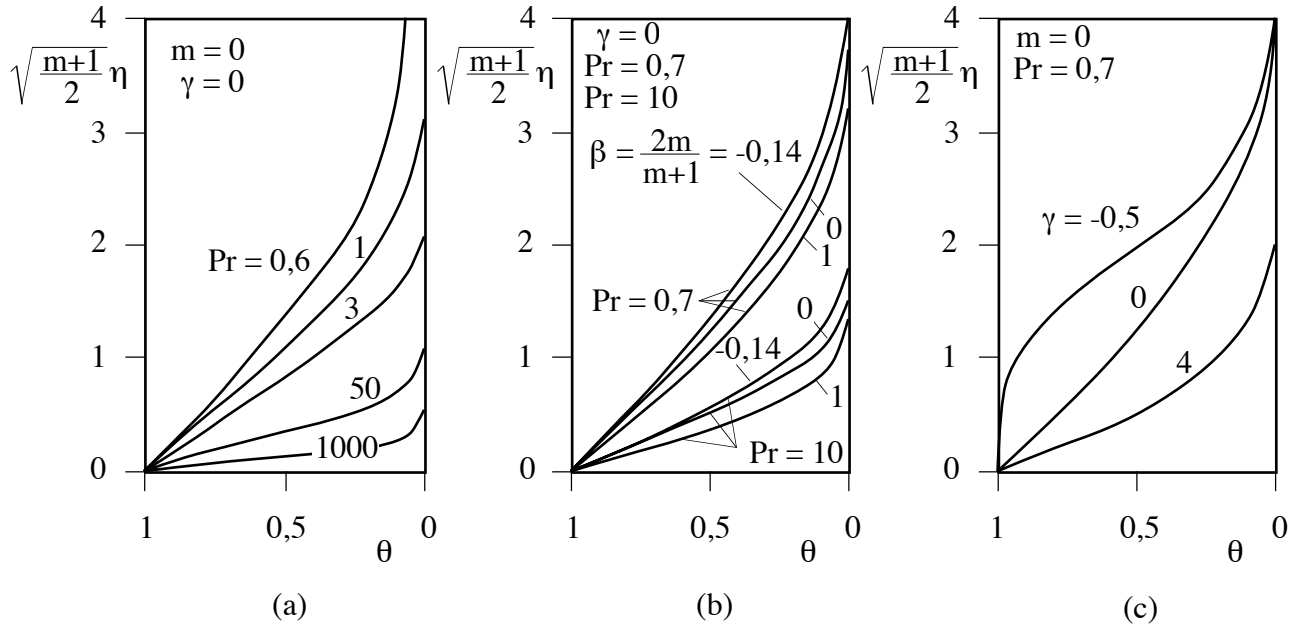 4
m = 0
γ = 0
√(m+1)/2 η
3
2
Pr = 0,6
1
3
1
50
1000
0
1
0,5
0
θ
(a)
4
γ = 0
Pr = 0,7
Pr = 10
√(m+1)/2 η
3
β = 2m/(m+1) = -0,14
2
0
1
Pr = 0,7
0
1
-0,14
1
Pr = 10
0
1
0,5
0
θ
(b)
4
m = 0
Pr = 0,7
√(m+1)/2 η
3
2
γ = -0,5
0
1
4
0
1
0,5
0
θ
(c)